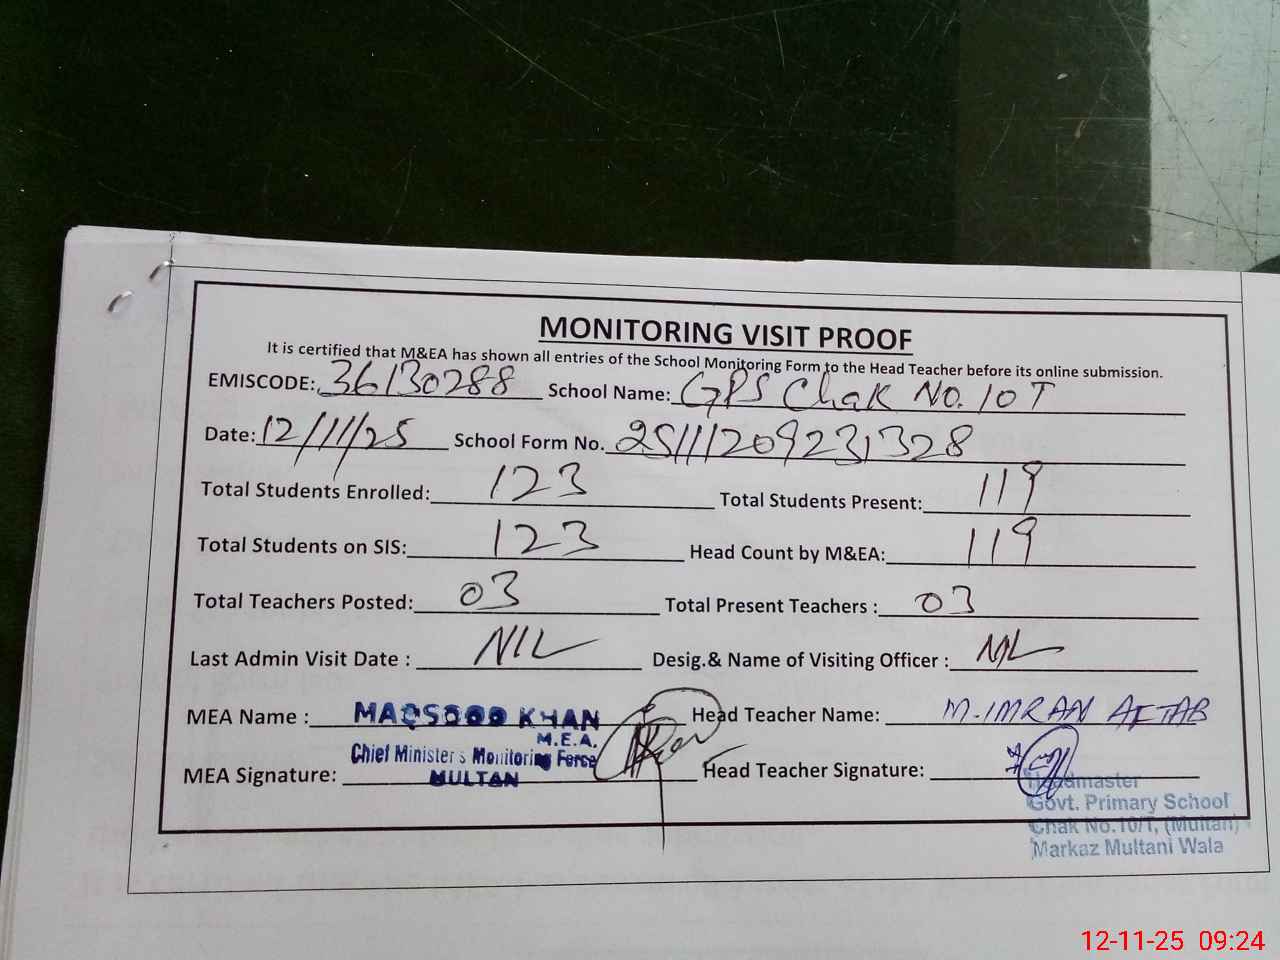 MONITORING VISIT PROOF
It is certified that M&EA has shown all entries of the School Monitoring Form to the Head Teacher before its online submission.
EMISCODE: 36130288 School Name: GPS Chak No. 10T
Date: 12/11/25 School Form No. 25111209231328
Total Students Enrolled: 123 Total Students Present: 119
Total Students on SIS: 123 Head Count by M&EA: 119
Total Teachers Posted: 03 Total Present Teachers : 03
Last Admin Visit Date : NIL Desig.& Name of Visiting Officer : NIL
MEA Name : MAQSOOD KHAN Head Teacher Name: M. IMRAN AFTAB
M.E.A.
Chief Minister's Monitoring Force
MEA Signature: MULTAN Head Teacher Signature:
Headmaster
Govt. Primary School
Chak No.10/T, (Multan)
Markaz Multani Wala
12-11-25 09:24